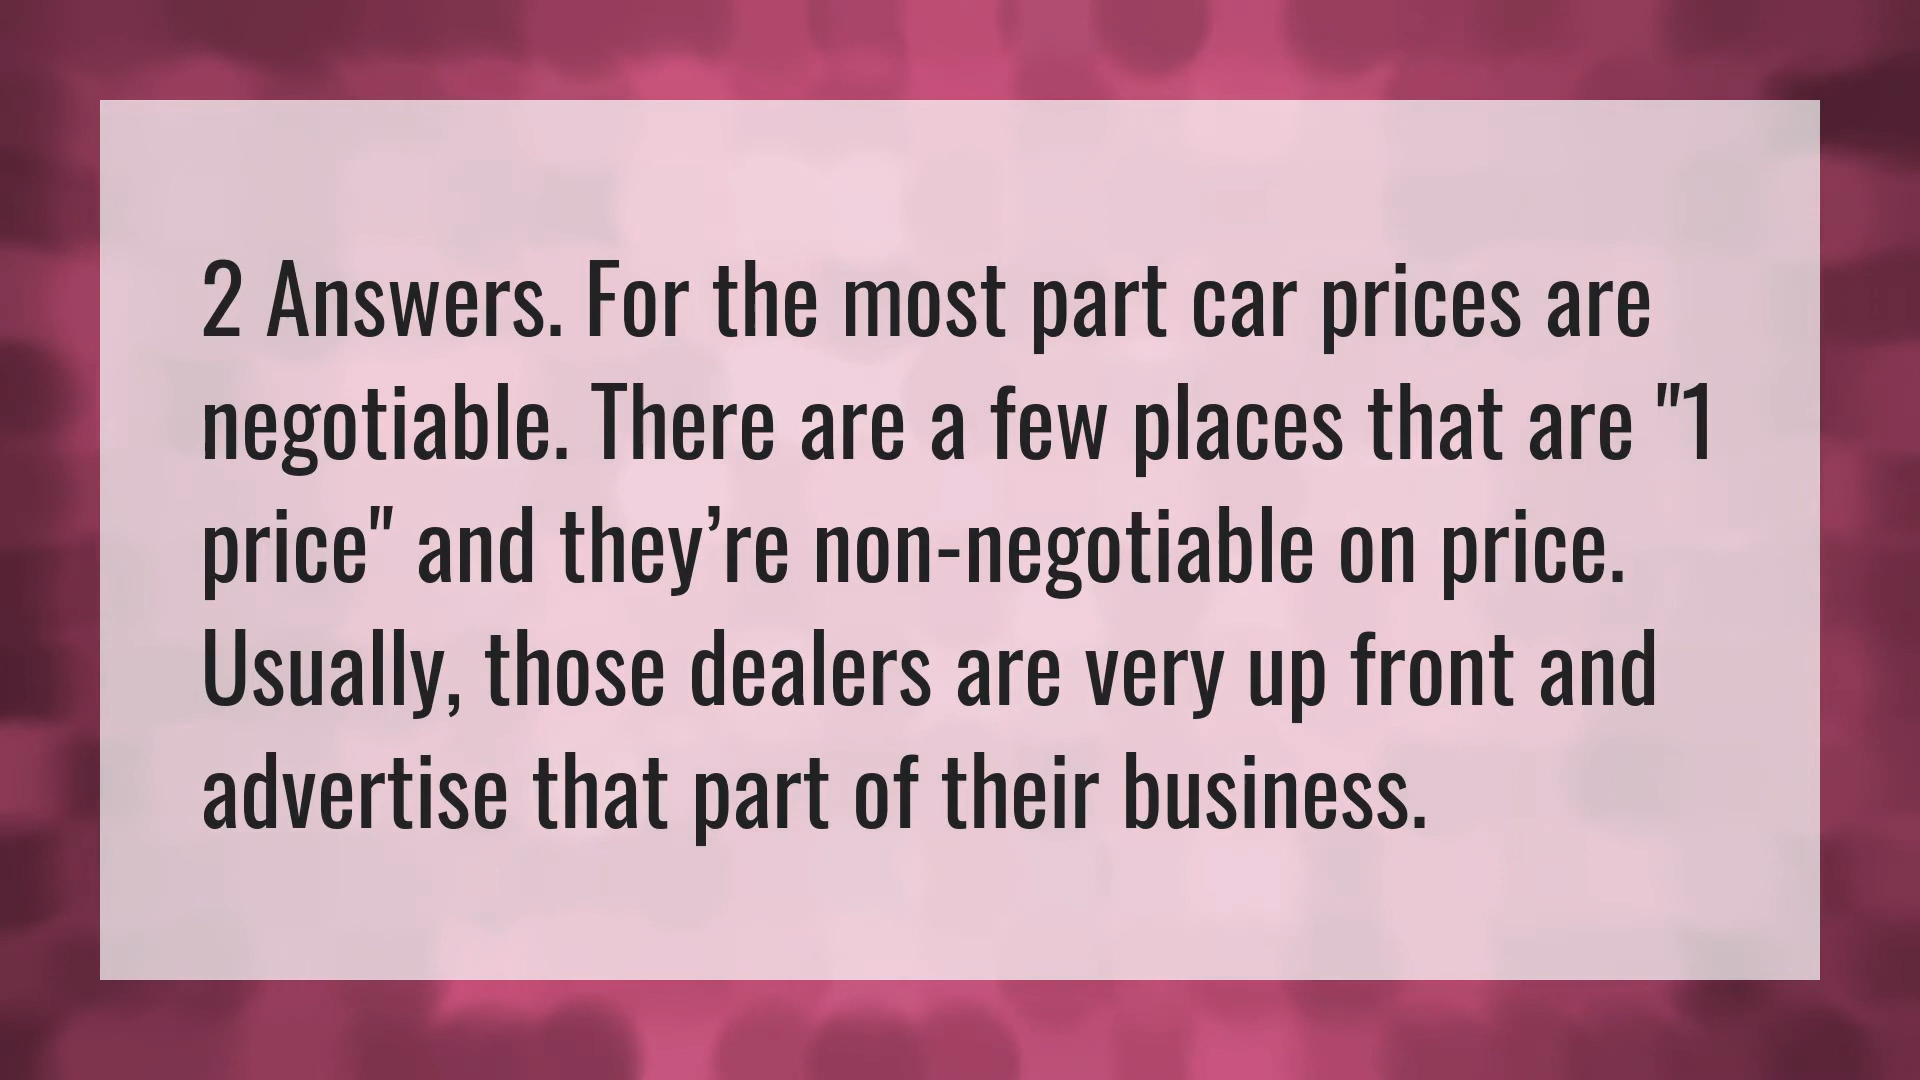 2 Answers. For the most part car prices are
negotiable. There are a few places that are "1
price" and they’re non-negotiable on price.
Usually, those dealers are very up front and
advertise that part of their business.